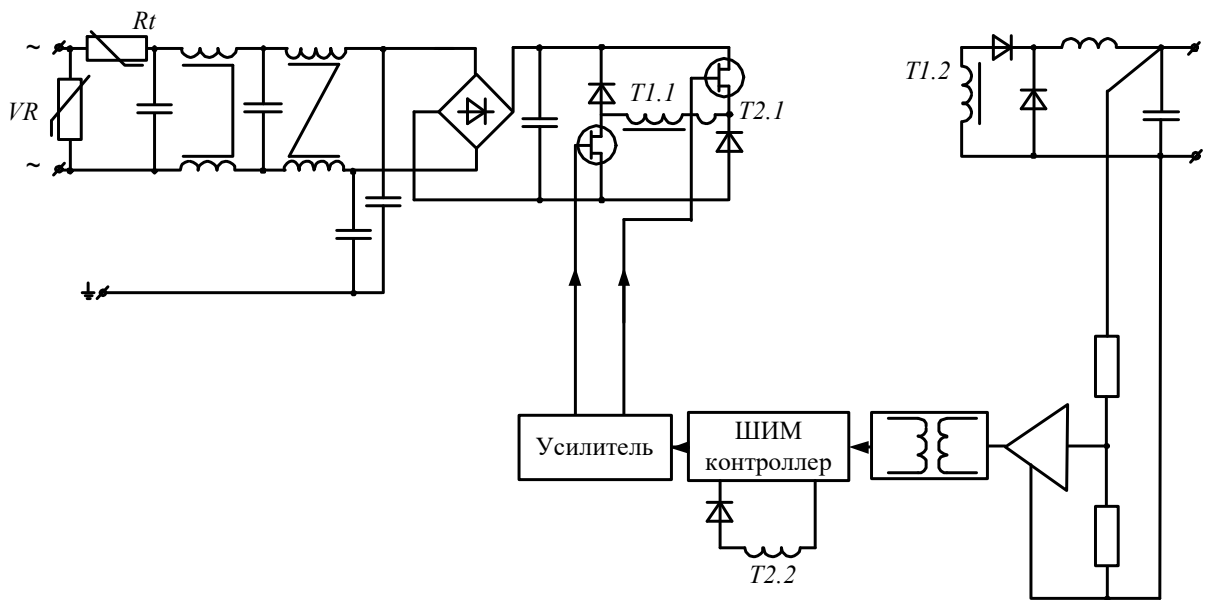 Rt
~
VR
~
T1.1
T2.1
T1.2
Усилитель
ШИМ
контроллер
T2.2